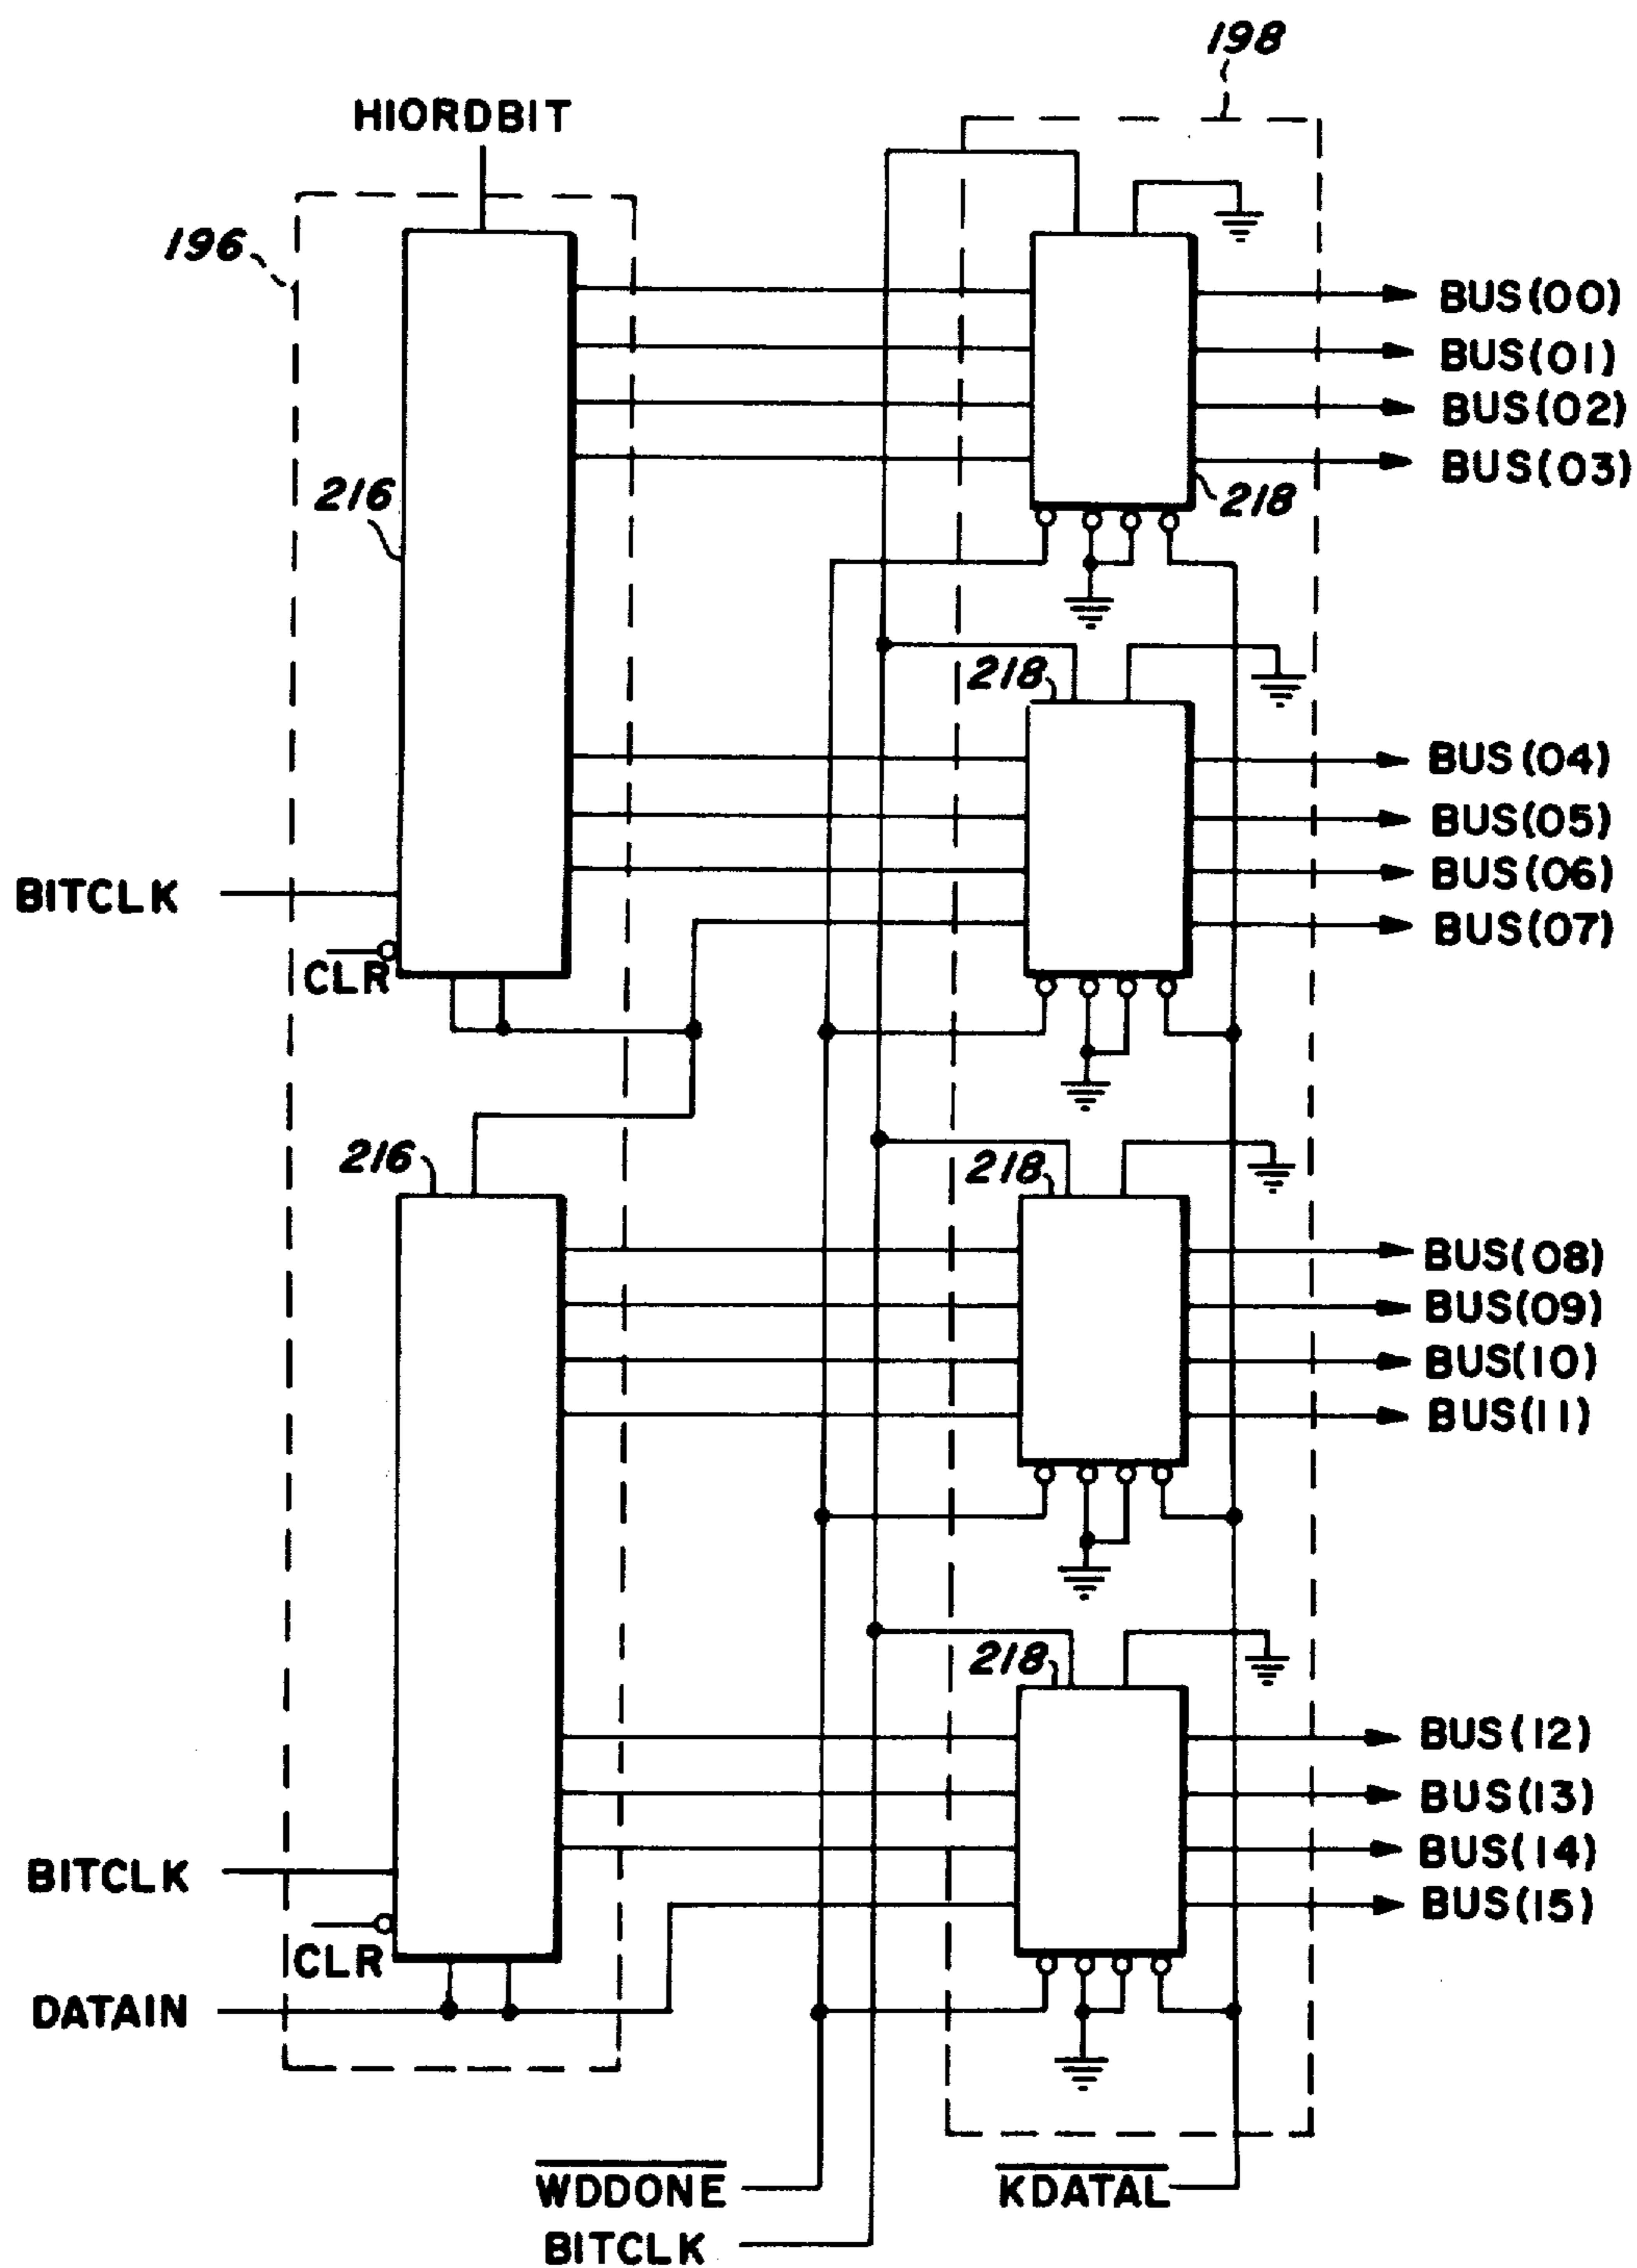 198
HIORDBIT
196
BUS(00)
BUS(01)
BUS(02)
BUS(03)
216
218
218
BUS(04)
BUS(05)
BUS(06)
BUS(07)
BITCLK
CLR
216
218
BUS(08)
BUS(09)
BUS(10)
BUS(11)
218
BUS(12)
BUS(13)
BUS(14)
BUS(15)
BITCLK
CLR
DATAIN
WDDONE
KDATAL
BITCLK